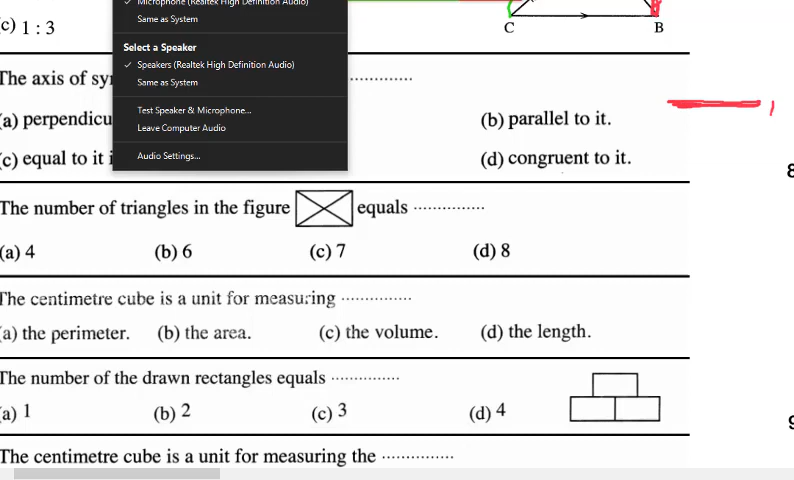 Microphone (Realtek High Definition Audio)
Same as System
Select a Speaker
✓ Speakers (Realtek High Definition Audio)
Same as System
Test Speaker & Microphone...
Leave Computer Audio
Audio Settings...
(c) 1 : 3
C B
The axis of sy ..............
(a) perpendicu (b) parallel to it.
(c) equal to it (d) congruent to it.
8
The number of triangles in the figure equals ..............
(a) 4 (b) 6 (c) 7 (d) 8
The centimetre cube is a unit for measuring ..............
(a) the perimeter. (b) the area. (c) the volume. (d) the length.
The number of the drawn rectangles equals ..............
(a) 1 (b) 2 (c) 3 (d) 4
9
The centimetre cube is a unit for measuring the ..............